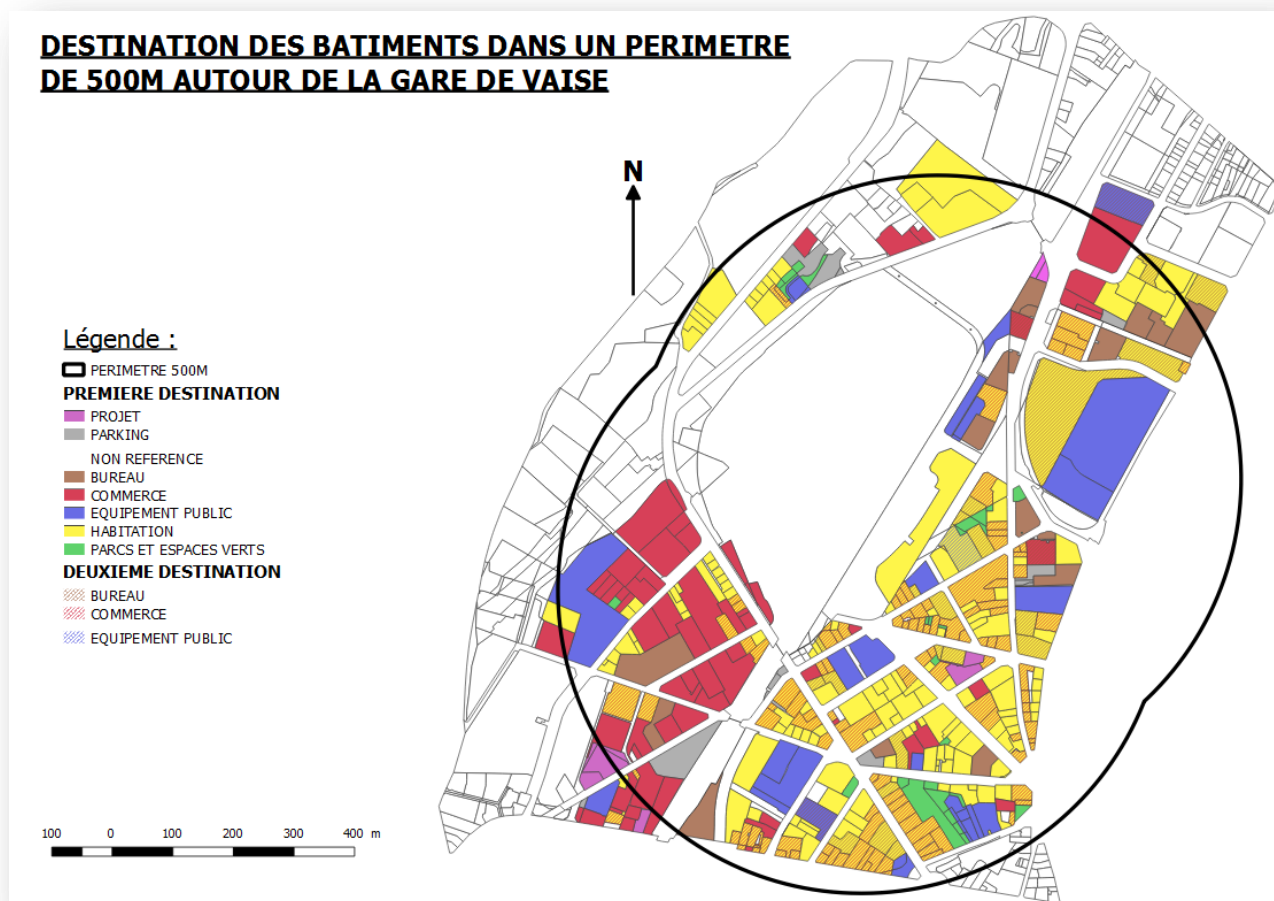 DESTINATION DES BATIMENTS DANS UN PERIMETRE
DE 500M AUTOUR DE LA GARE DE VAISE
N
Légende :
PERIMETRE 500M
PREMIERE DESTINATION
PROJET
PARKING
NON REFERENCE
BUREAU
COMMERCE
EQUIPEMENT PUBLIC
HABITATION
PARCS ET ESPACES VERTS
DEUXIEME DESTINATION
BUREAU
COMMERCE
EQUIPEMENT PUBLIC
100 0 100 200 300 400 m